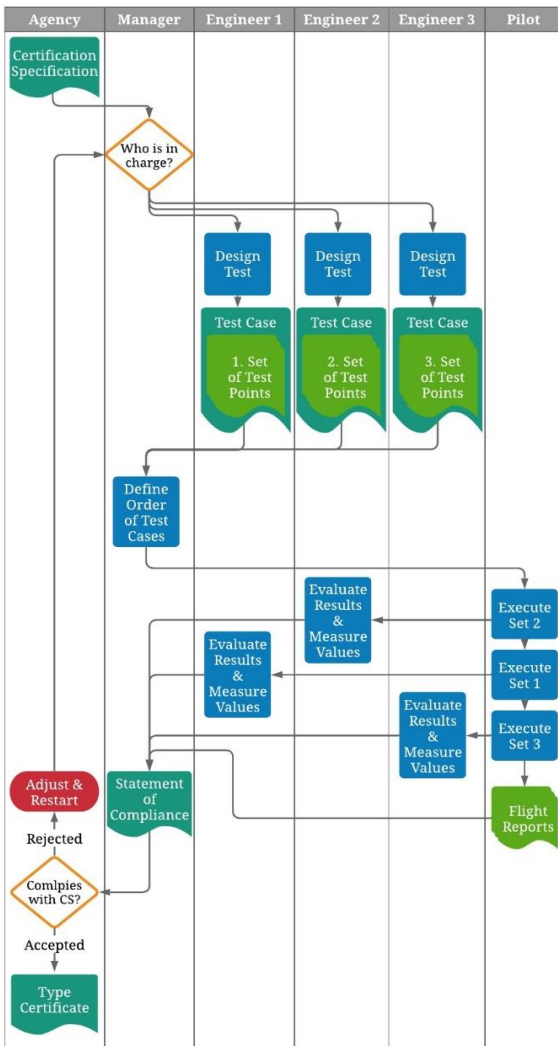 Agency Manager Engineer 1 Engineer 2 Engineer 3 Pilot
Certification
Specification
Who is in
charge?
Design
Test
Design
Test
Design
Test
Test Case
1. Set
of Test
Points
Test Case
2. Set
of Test
Points
Test Case
3. Set
of Test
Points
Define
Order
of Test
Cases
Execute
Set 2
Evaluate
Results
&
Measure
Values
Execute
Set 1
Evaluate
Results
&
Measure
Values
Execute
Set 3
Evaluate
Results
&
Measure
Values
Flight
Reports
Statement
of
Compliance
Adjust &
Restart
Rejected
Comlpies
with CS?
Accepted
Type
Certificate